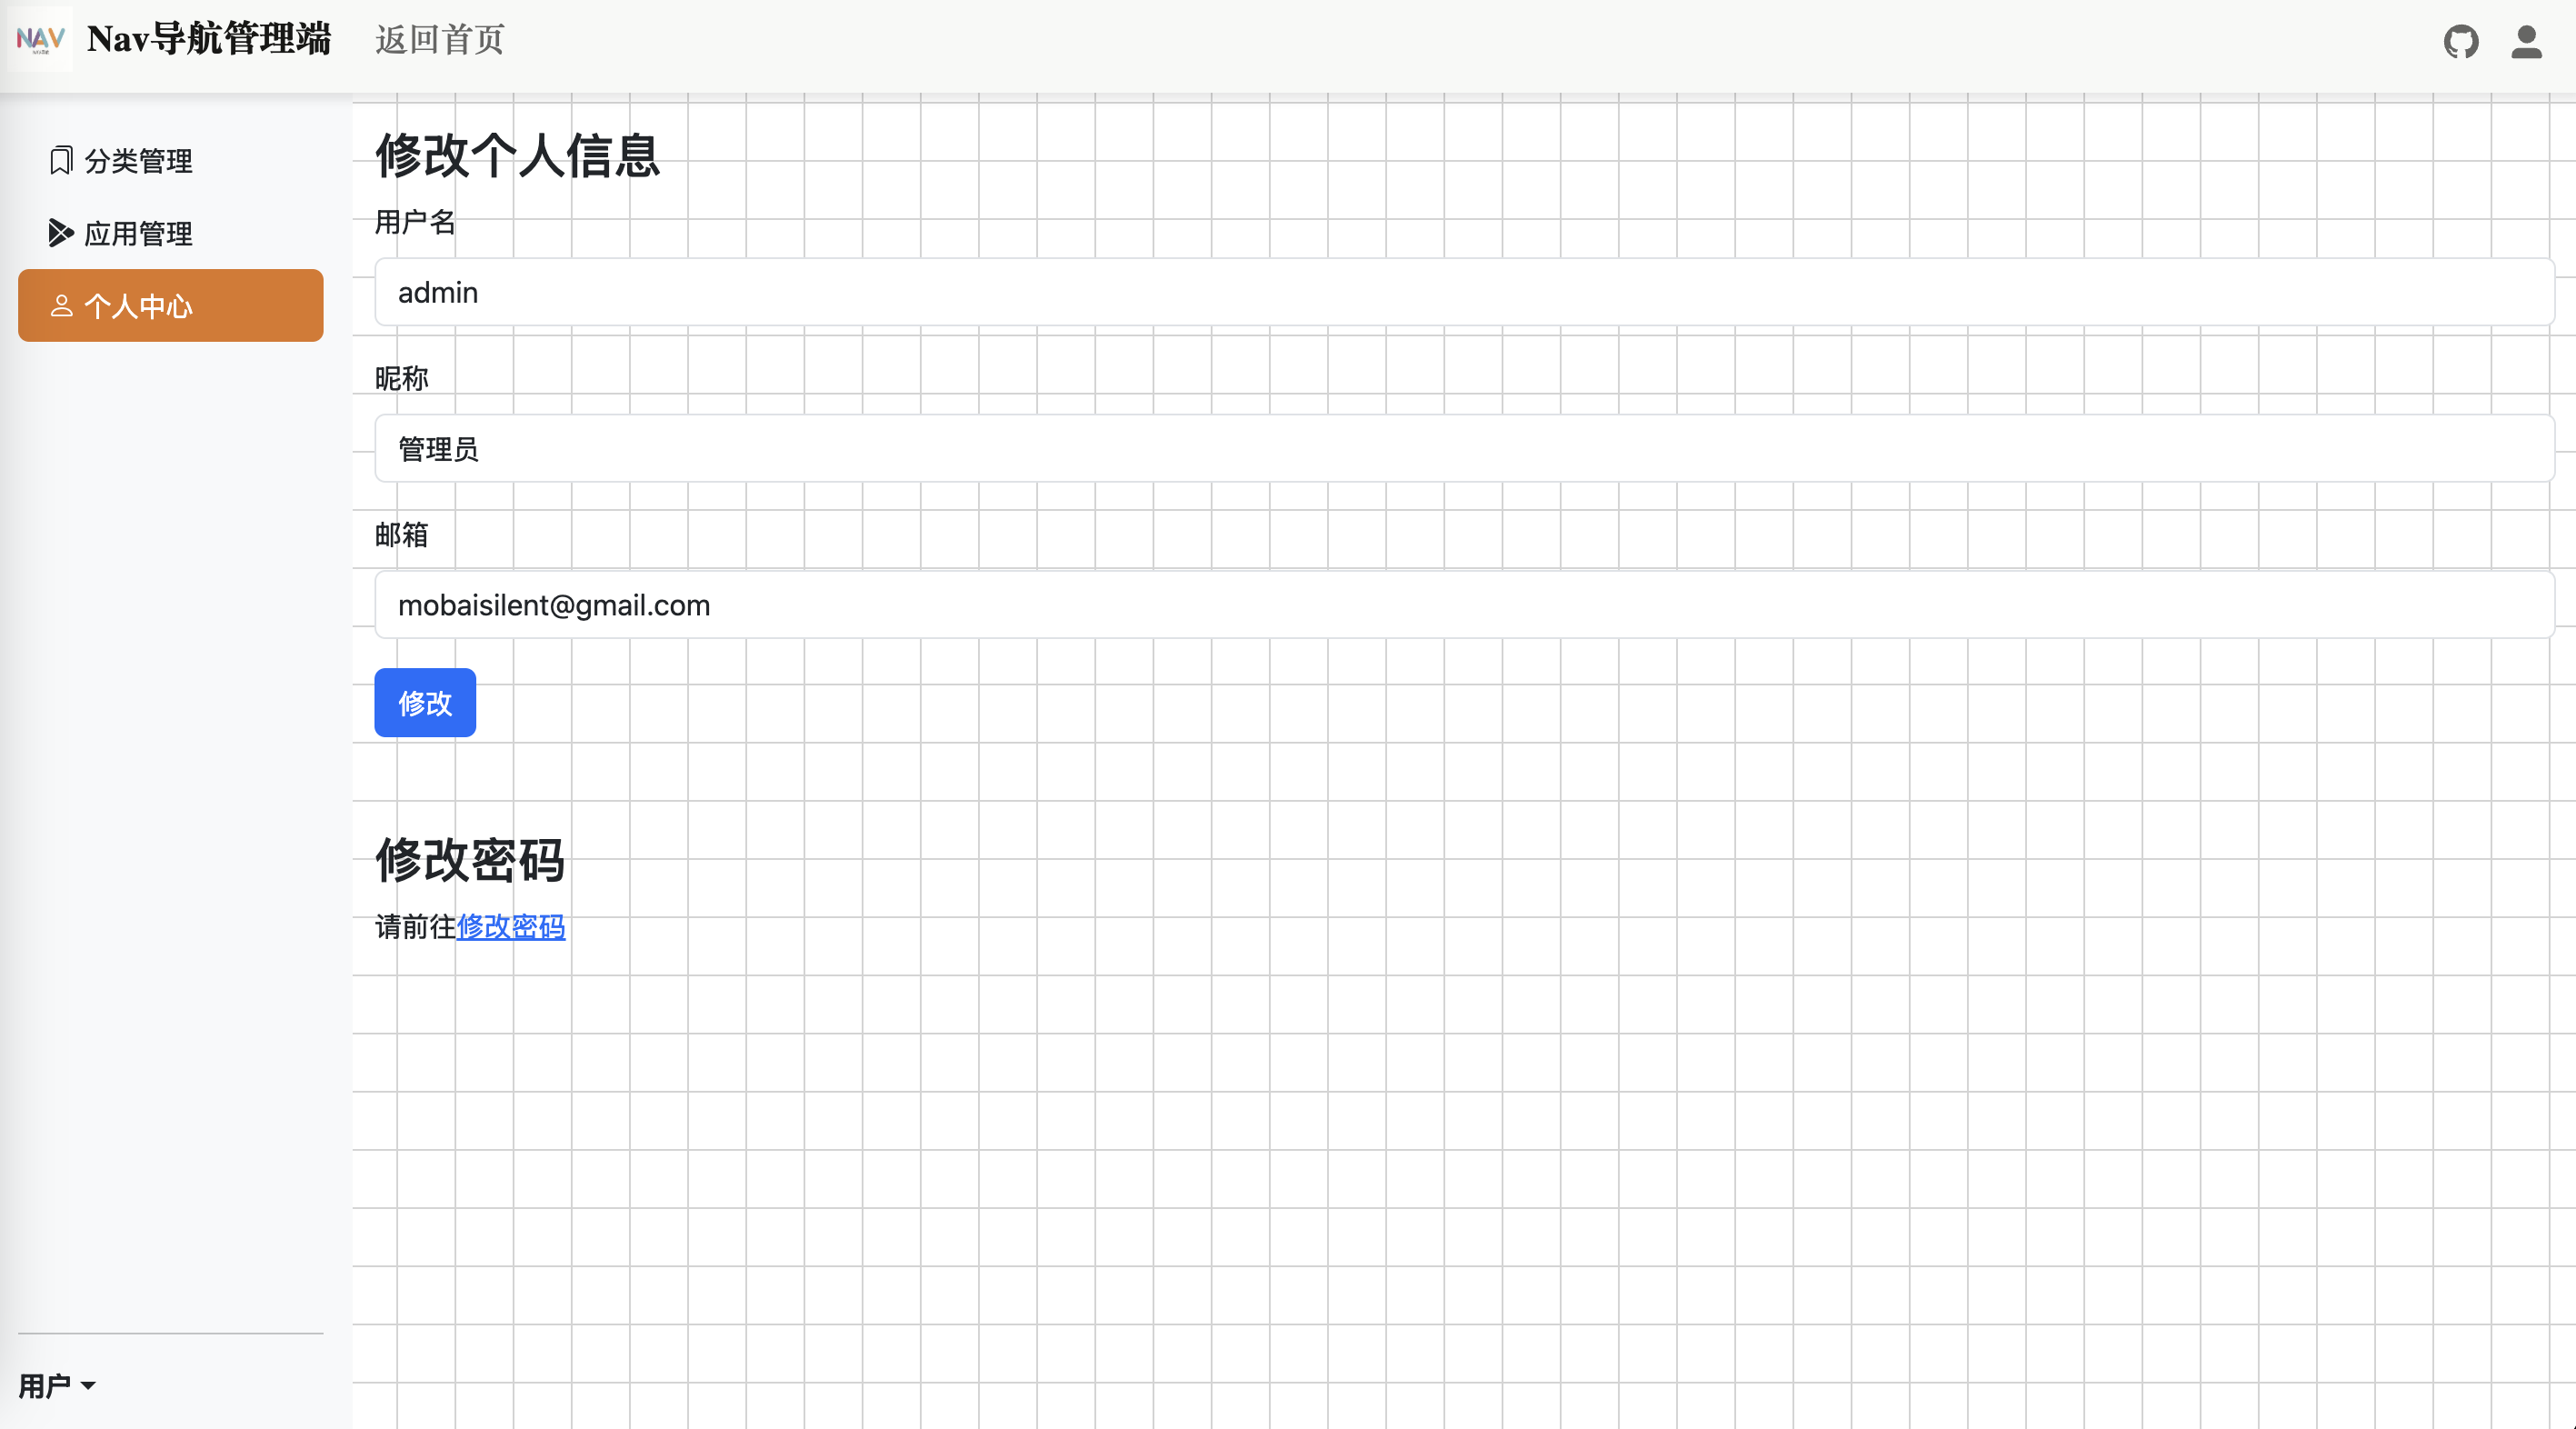 NAV
Nav导航管理端 返回首页
分类管理
应用管理
个人中心
修改个人信息
用户名
admin
昵称
管理员
邮箱
mobaisilent@gmail.com
修改
修改密码
请前往修改密码
用户